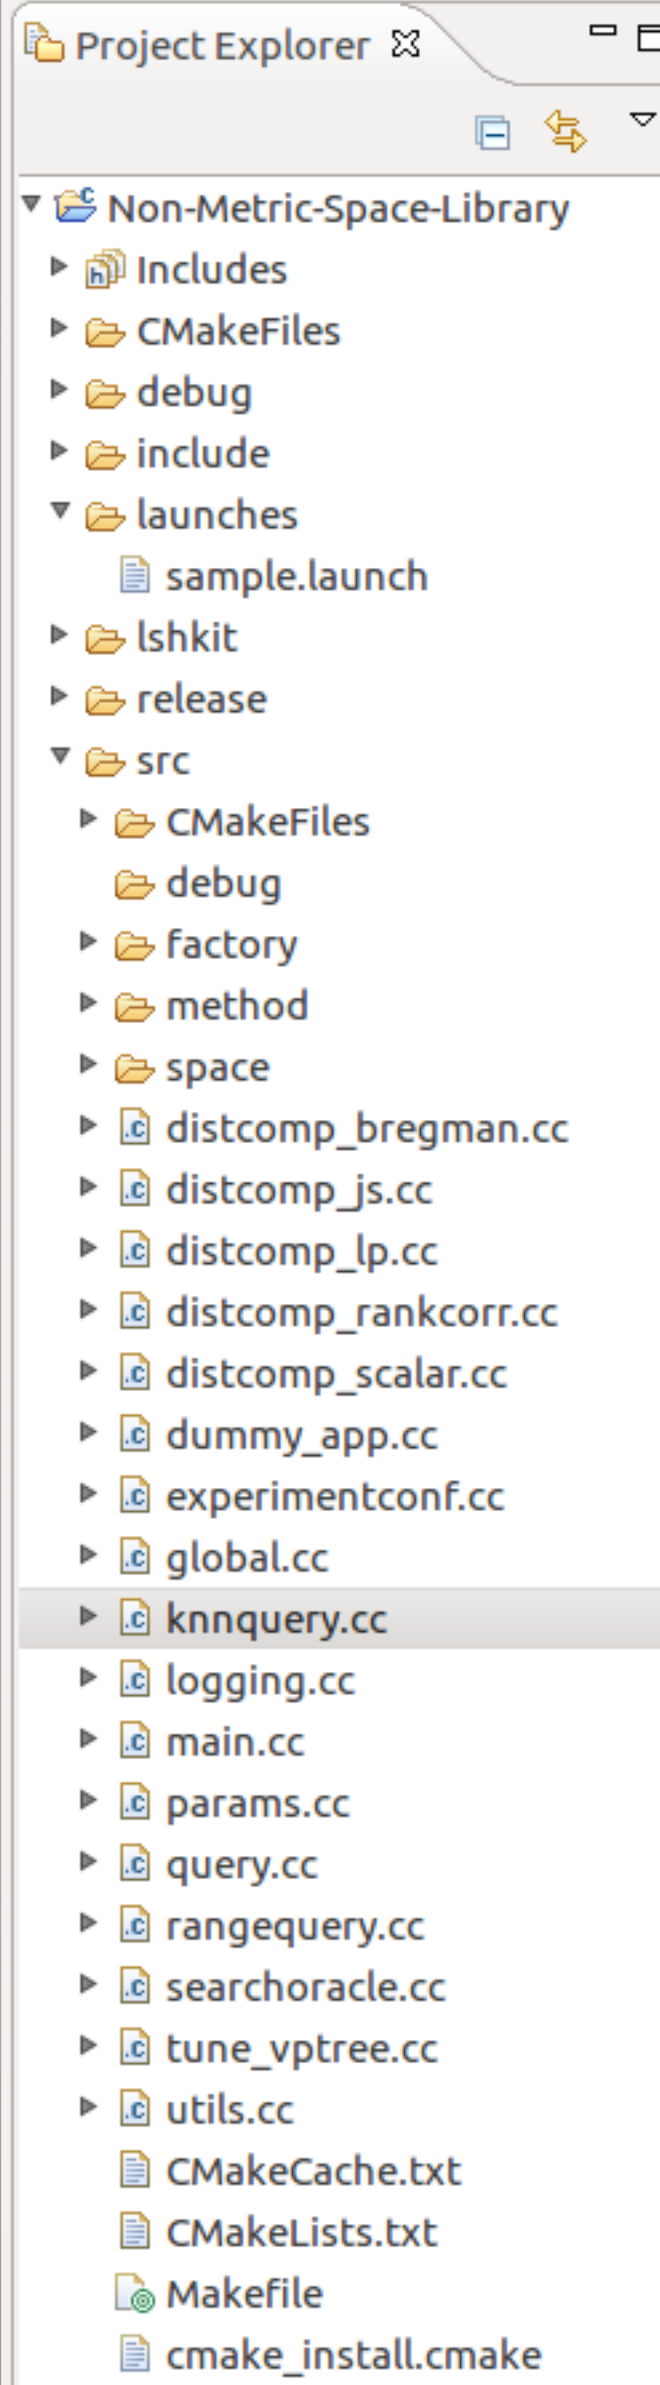 Project Explorer
Non-Metric-Space-Library
Includes
CMakeFiles
debug
include
launches
sample.launch
lshkit
release
src
CMakeFiles
debug
factory
method
space
distcomp_bregman.cc
distcomp_js.cc
distcomp_lp.cc
distcomp_rankcorr.cc
distcomp_scalar.cc
dummy_app.cc
experimentconf.cc
global.cc
knnquery.cc
logging.cc
main.cc
params.cc
query.cc
rangequery.cc
searchoracle.cc
tune_vptree.cc
utils.cc
CMakeCache.txt
CMakeLists.txt
Makefile
cmake_install.cmake